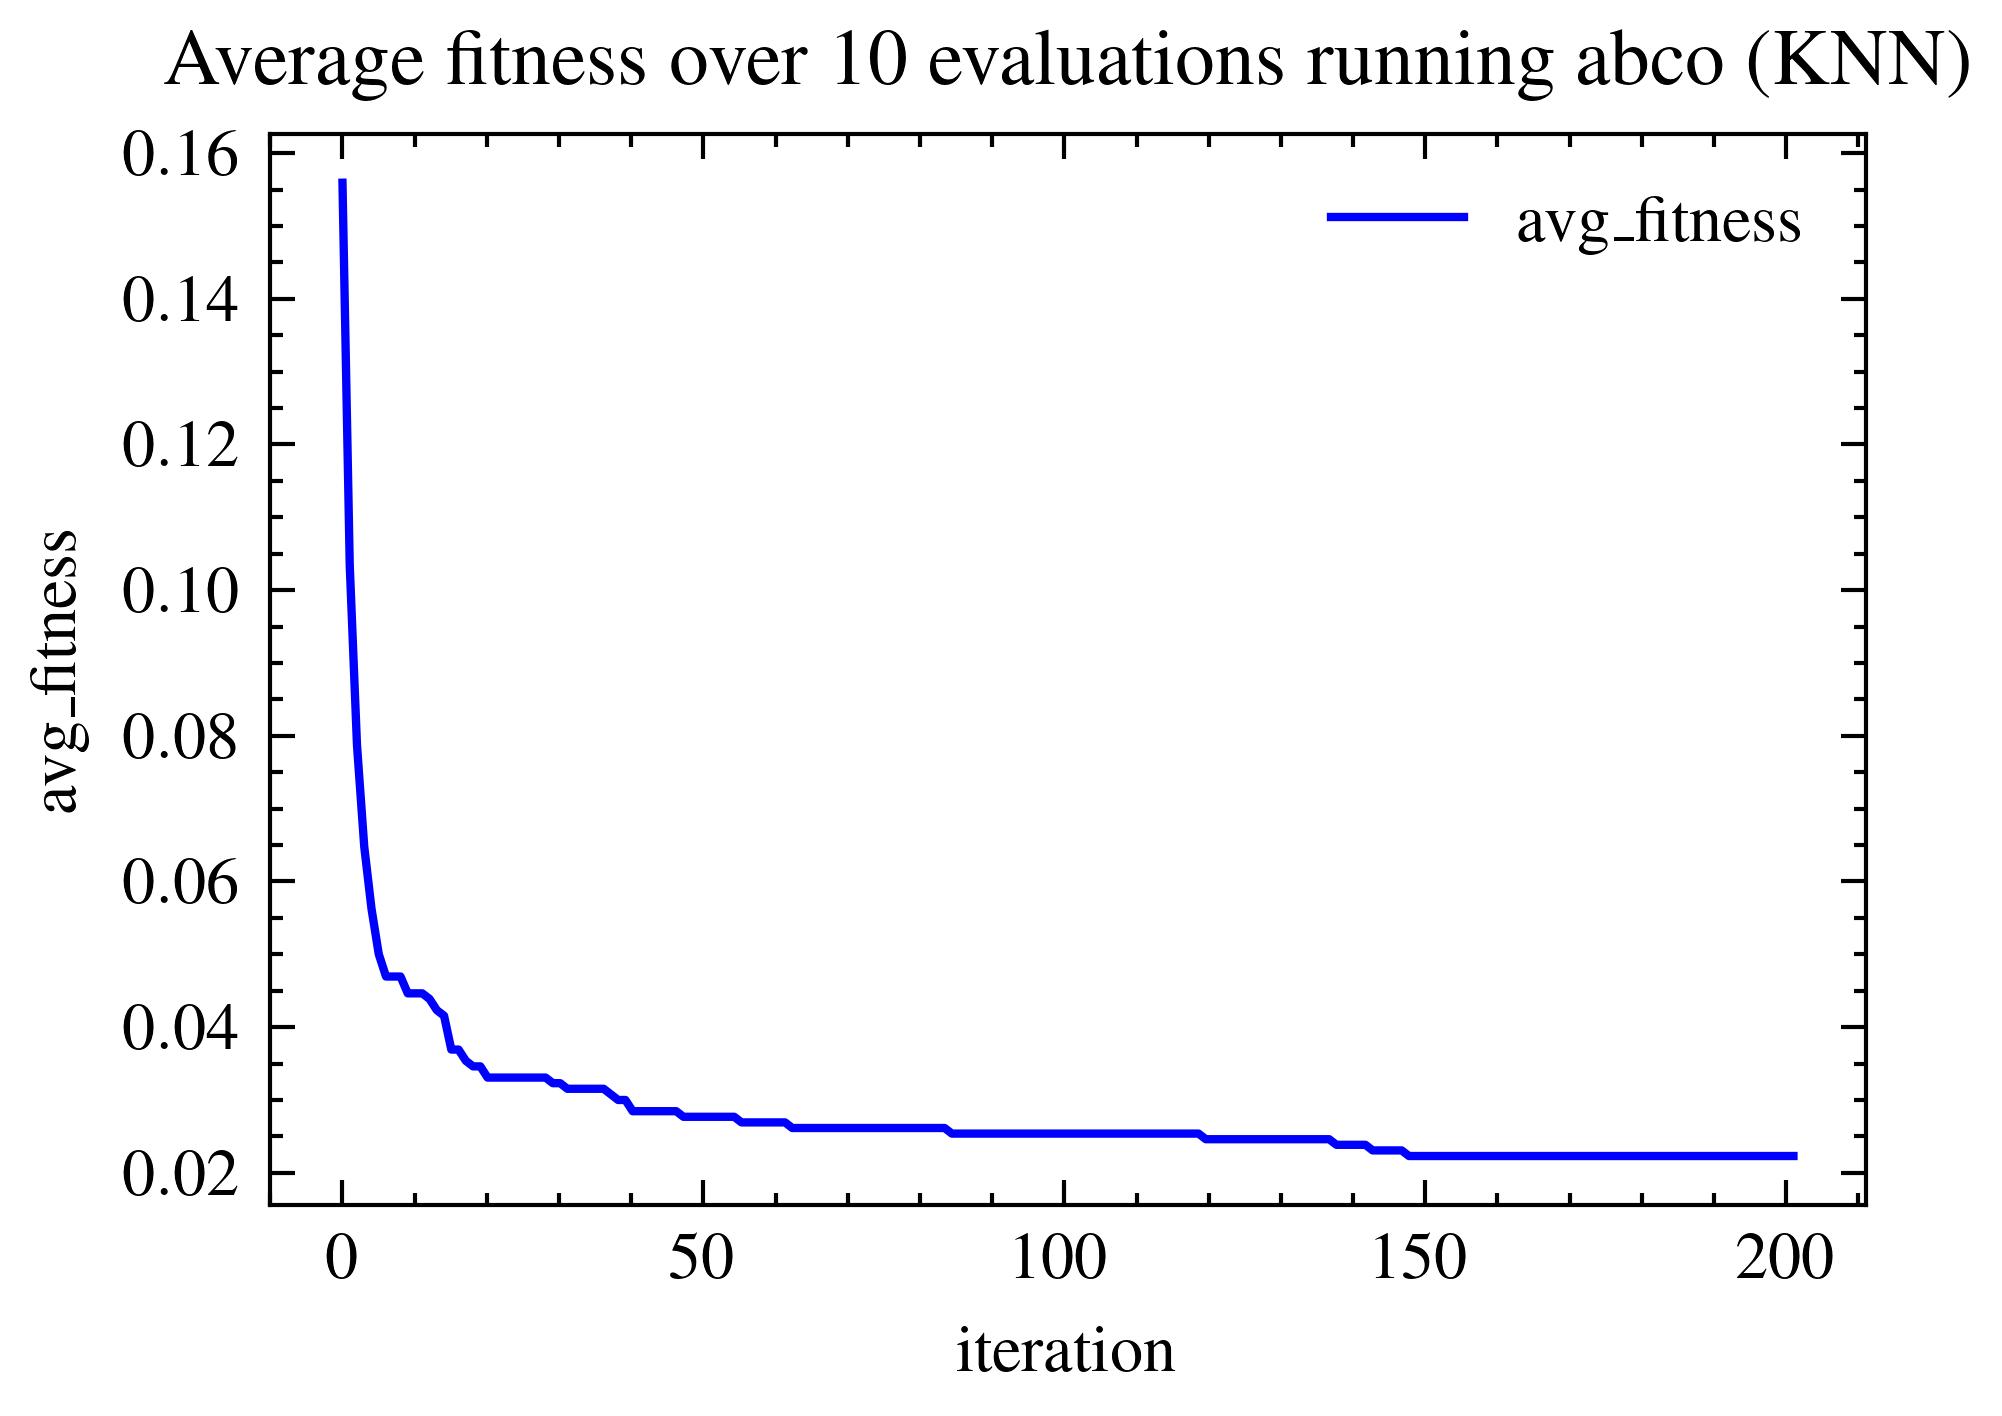 Average fitness over 10 evaluations running abco (KNN)
avg_fitness
0.16
0.14
0.12
0.10
0.08
0.06
0.04
0.02
avg_fitness
0 50 100 150 200
iteration